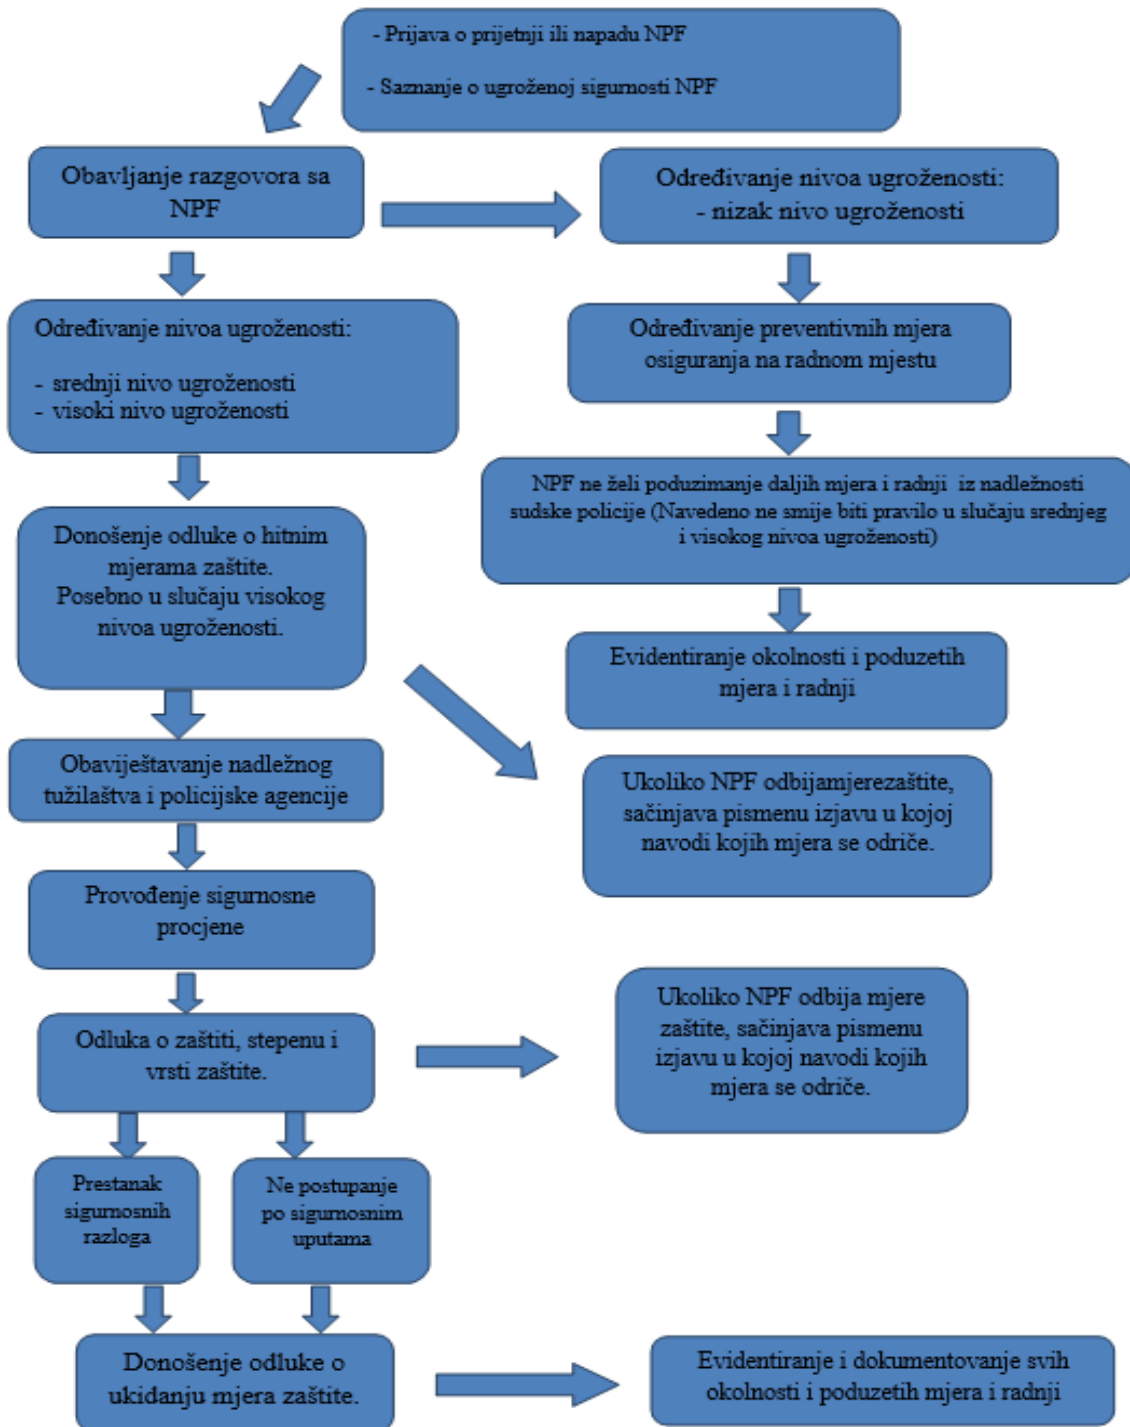 - Prijava o prijetnji ili napadu NPF
- Saznanje o ugroženoj sigurnosti NPF
Obavljanje razgovora sa
NPF
Određivanje nivoa ugroženosti:
- nizak nivo ugroženosti
Određivanje nivoa ugroženosti:
- srednji nivo ugroženosti
- visoki nivo ugroženosti
Određivanje preventivnih mjera
osiguranja na radnom mjestu
NPF ne želi poduzimanje daljih mjera i radnji iz nadležnosti
sudske policije (Navedeno ne smije biti pravilo u slučaju srednjeg
i visokog nivoa ugroženosti)
Donošenje odluke o hitnim
mjerama zaštite.
Posebno u slučaju visokog
nivoa ugroženosti.
Evidentiranje okolnosti i poduzetih
mjera i radnji
Obaviještavanje nadležnog
tužilaštva i policijske agencije
Ukoliko NPF odbijamjerezaštite,
sačinjava pismenu izjavu u kojoj
navodi kojih mjera se odriče.
Provođenje sigurnosne
procjene
Odluka o zaštiti, stepenu i
vrsti zaštite.
Ukoliko NPF odbija mjere
zaštite, sačinjava pismenu
izjavu u kojoj navodi kojih
mjera se odriče.
Prestanak
sigurnosnih
razloga
Ne postupanje
po sigurnosnim
uputama
Donošenje odluke o
ukidanju mjera zaštite.
Evidentiranje i dokumentovanje svih
okolnosti i poduzetih mjera i radnji